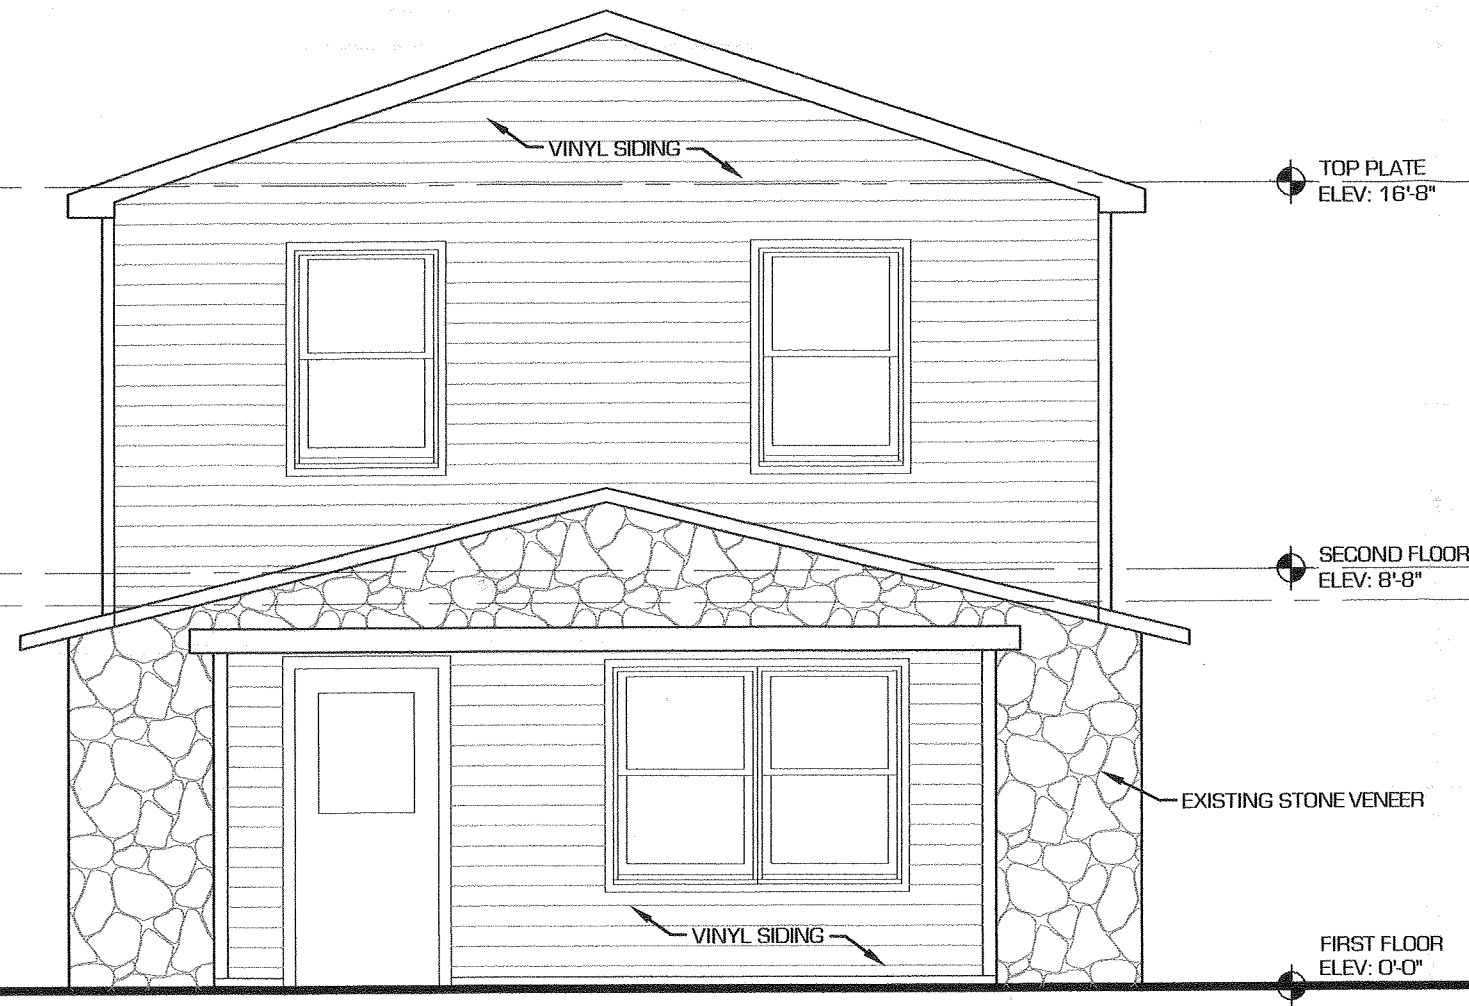 VINYL SIDING
TOP PLATE
ELEV: 16'-8"
SECOND FLOOR
ELEV: 8'-8"
EXISTING STONE VENEER
VINYL SIDING
FIRST FLOOR
ELEV: 0'-0"